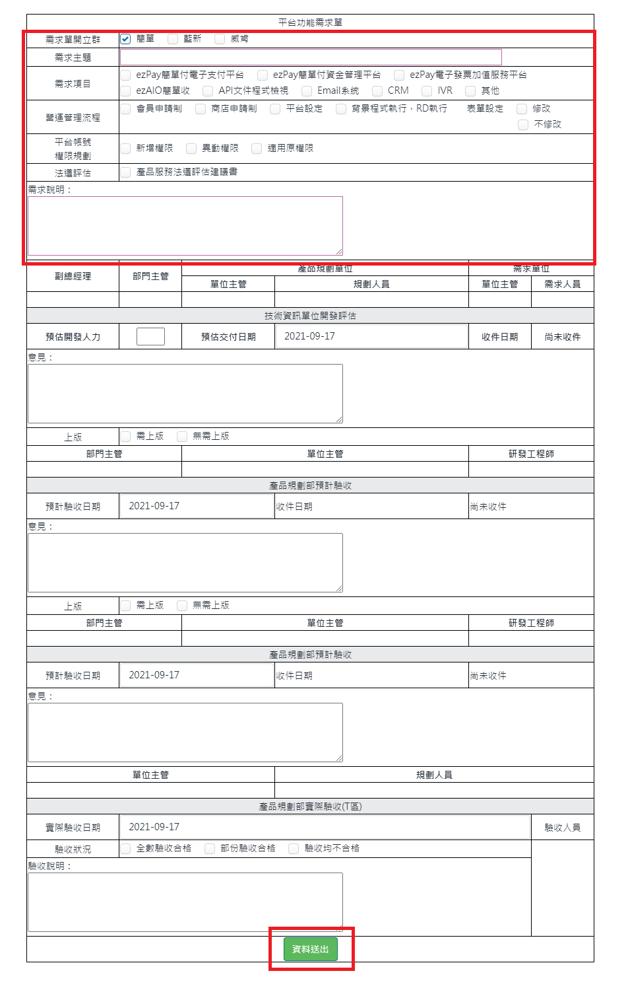 平台功能需求單
需求單開立群 簡單 藍新 威肯
需求主題
需求項目 ezPay簡單付電子支付平台 ezPay簡單付資金管理平台 ezPay電子發票加值服務平台
ezAIO簡單收 API文件程式檢視 Email系統 CRM IVR 其他
營運管理流程 會員申請制 商店申請制 平台設定 背景程式執行，RD執行 表單設定 修改
不修改
平台帳號
權限規劃 新增權限 異動權限 適用原權限
法遵評估 產品服務法遵評估建議書
需求說明：
副總經理 部門主管 產品規劃單位 需求單位
單位主管 規劃人員 單位主管 需求人員
技術資訊單位開發評估
預估開發人力 預估交付日期 2021-09-17 收件日期 尚未收件
意見：
上版 需上版 無需上版
部門主管 單位主管 研發工程師
產品規劃部預計驗收
預計驗收日期 2021-09-17 收件日期 尚未收件
意見：
上版 需上版 無需上版
部門主管 單位主管 研發工程師
產品規劃部預計驗收
預計驗收日期 2021-09-17 收件日期 尚未收件
意見：
單位主管 規劃人員
產品規劃部實際驗收(T區)
實際驗收日期 2021-09-17 驗收人員
驗收狀況 全數驗收合格 部份驗收合格 驗收均不合格
驗收說明：
資料送出